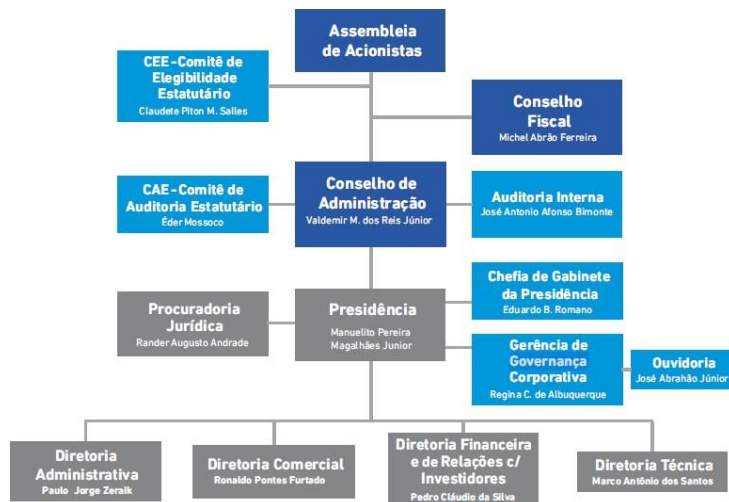 Assembleia
de Acionistas
CEE-Comitê de
Elegibilidade
Estatutário
Claudete Piton M. Salles
Conselho
Fiscal
Michel Abrão Ferreira
CAE-Comitê de
Auditoria Estatutário
Éder Mossoco
Conselho de
Administração
Valdemir M. dos Reis Júnior
Auditoria Interna
José Antonio Afonso Bimonte
Chefia de Gabinete
da Presidência
Eduardo B. Romano
Procuradoria
Jurídica
Rander Augusto Andrade
Presidência
Manuelito Pereira
Magalhães Junior
Gerência de
Governança
Corporativa
Regina C. de Albuquerque
Ouvidoria
José Abrahão Júnior
Diretoria
Administrativa
Paulo Jorge Zeraik
Diretoria Comercial
Ronaldo Pontes Furtado
Diretoria Financeira
e de Relações c/
Investidores
Pedro Cláudio da Silva
Diretoria Técnica
Marco Antônio dos Santos